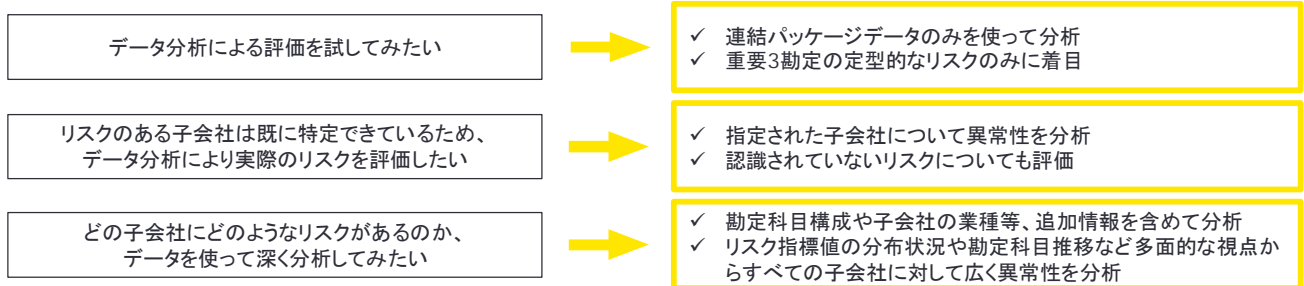 データ分析による評価を試してみたい
✓ 連結パッケージデータのみを使って分析
✓ 重要3勘定の定型的なリスクのみに着目
リスクのある子会社は既に特定できているため、
データ分析により実際のリスクを評価したい
✓ 指定された子会社について異常性を分析
✓ 認識されていないリスクについても評価
どの子会社にどのようなリスクがあるのか、
データを使って深く分析してみたい
✓ 勘定科目構成や子会社の業種等、追加情報を含めて分析
✓ リスク指標値の分布状況や勘定科目推移など多面的な視点か
らすべての子会社に対して広く異常性を分析